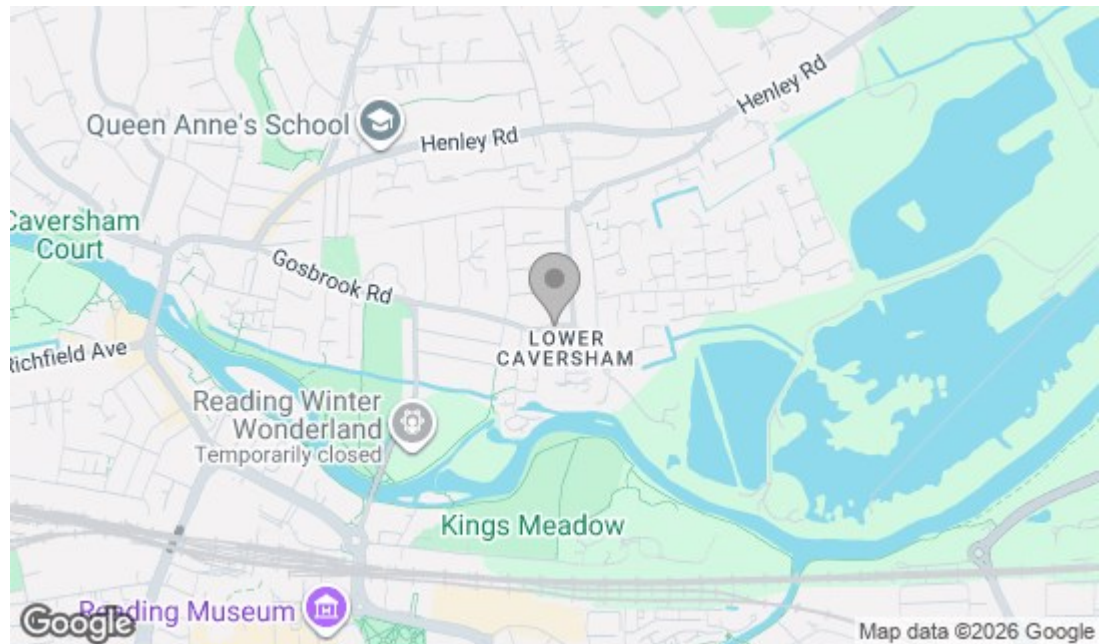 Henley Rd
Queen Anne's School
Henley Rd
Caversham
Court
Gosbrook Rd
LOWER
CAVERSHAM
Richfield Ave
Reading Winter
Wonderland
Temporarily closed
Kings Meadow
Reading Museum
Google
Map data ©2026 Google